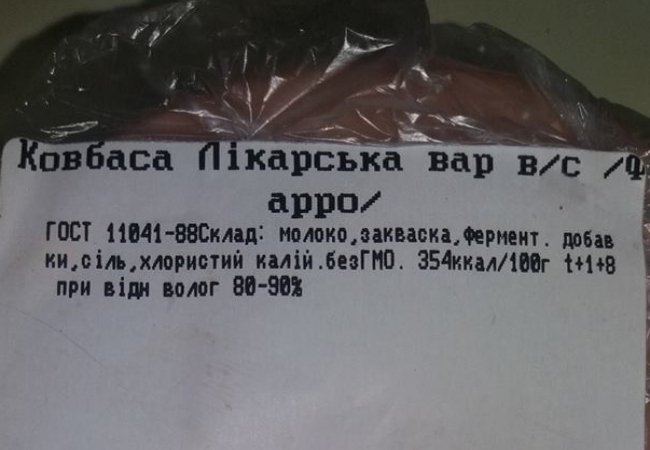 Ковбаса Лікарська вар в/с /Ф
арро/
ГОСТ 11041-88Склад: молоко,закваска,фермент. добав
ки,сіль,хлористий калій.безГМО. 354ккал/100г t+1+8
при відн волог 80-90%